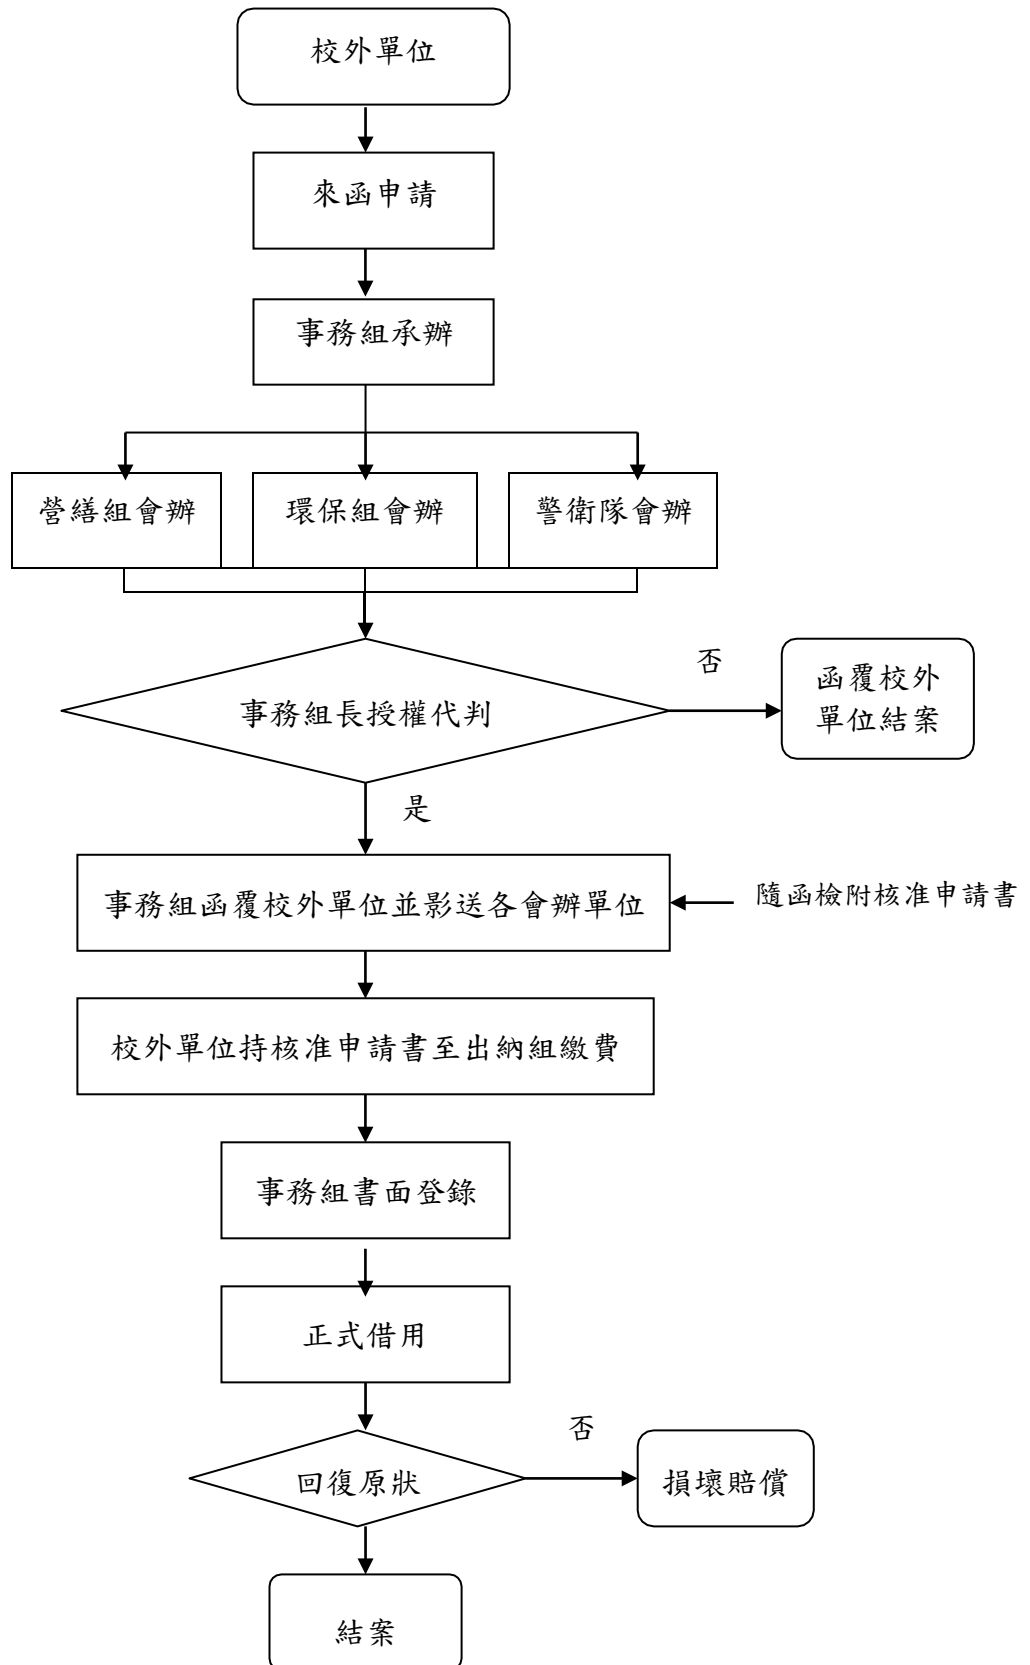 校外單位
來函申請
事務組承辦
營繕組會辦
環保組會辦
警衛隊會辦
事務組長授權代判
否
函覆校外
單位結案
是
事務組函覆校外單位並影送各會辦單位
隨函檢附核准申請書
校外單位持核准申請書至出納組繳費
事務組書面登錄
正式借用
否
回復原狀
損壞賠償
結案